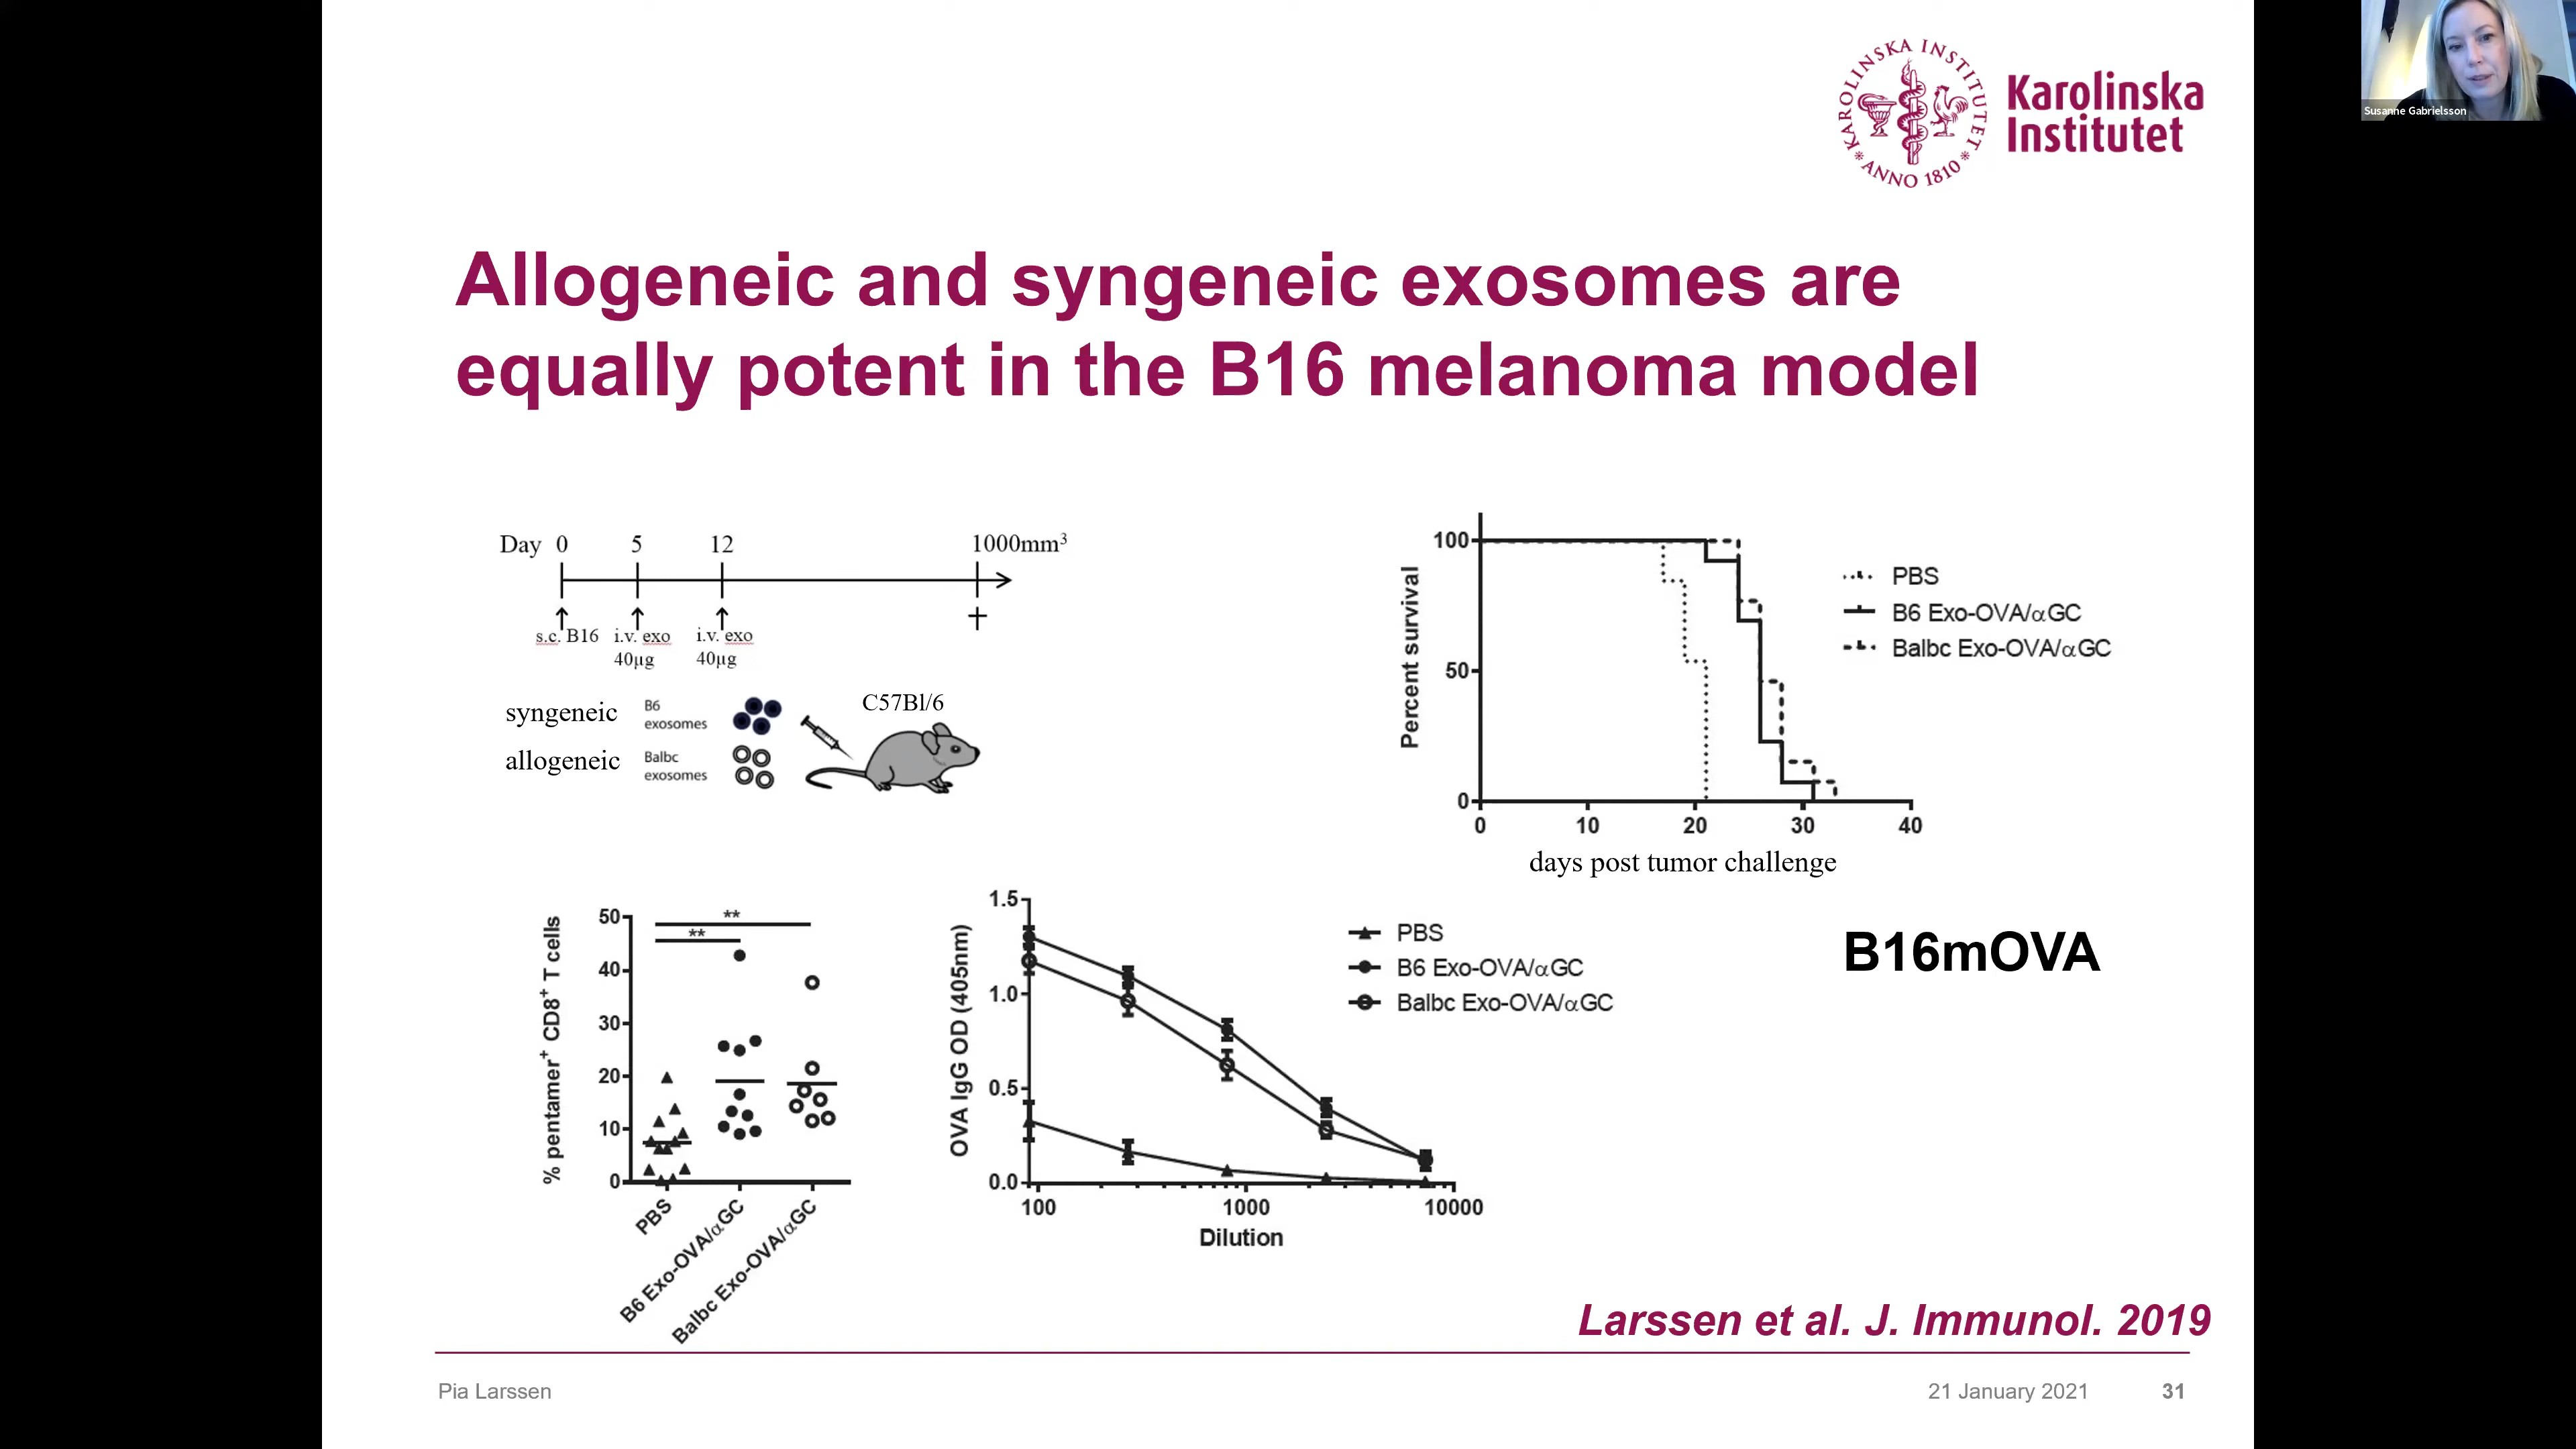 KAROLINSKA INSTITUTET
* ANNO 1810 *
Karolinska
Institutet
Susanne Gabrielsson
Allogeneic and syngeneic exosomes are
equally potent in the B16 melanoma model
Day 0 5 12 1000mm³
s.c. B16 i.v. exo i.v. exo
40µg 40µg
syngeneic B6 exosomes
allogeneic Balbc exosomes
C57Bl/6
Percent survival
100
50
0
0 10 20 30 40
days post tumor challenge
PBS
B6 Exo-OVA/αGC
Balbc Exo-OVA/αGC
% pentamer⁺ CD8⁺ T cells
50
40
30
20
10
0
**
**
PBS
B6 Exo-OVA/αGC
Balbc Exo-OVA/αGC
OVA IgG OD (405nm)
1.5
1.0
0.5
0.0
100 1000 10000
Dilution
PBS
B6 Exo-OVA/αGC
Balbc Exo-OVA/αGC
B16mOVA
Larssen et al. J. Immunol. 2019
Pia Larssen 21 January 2021 31